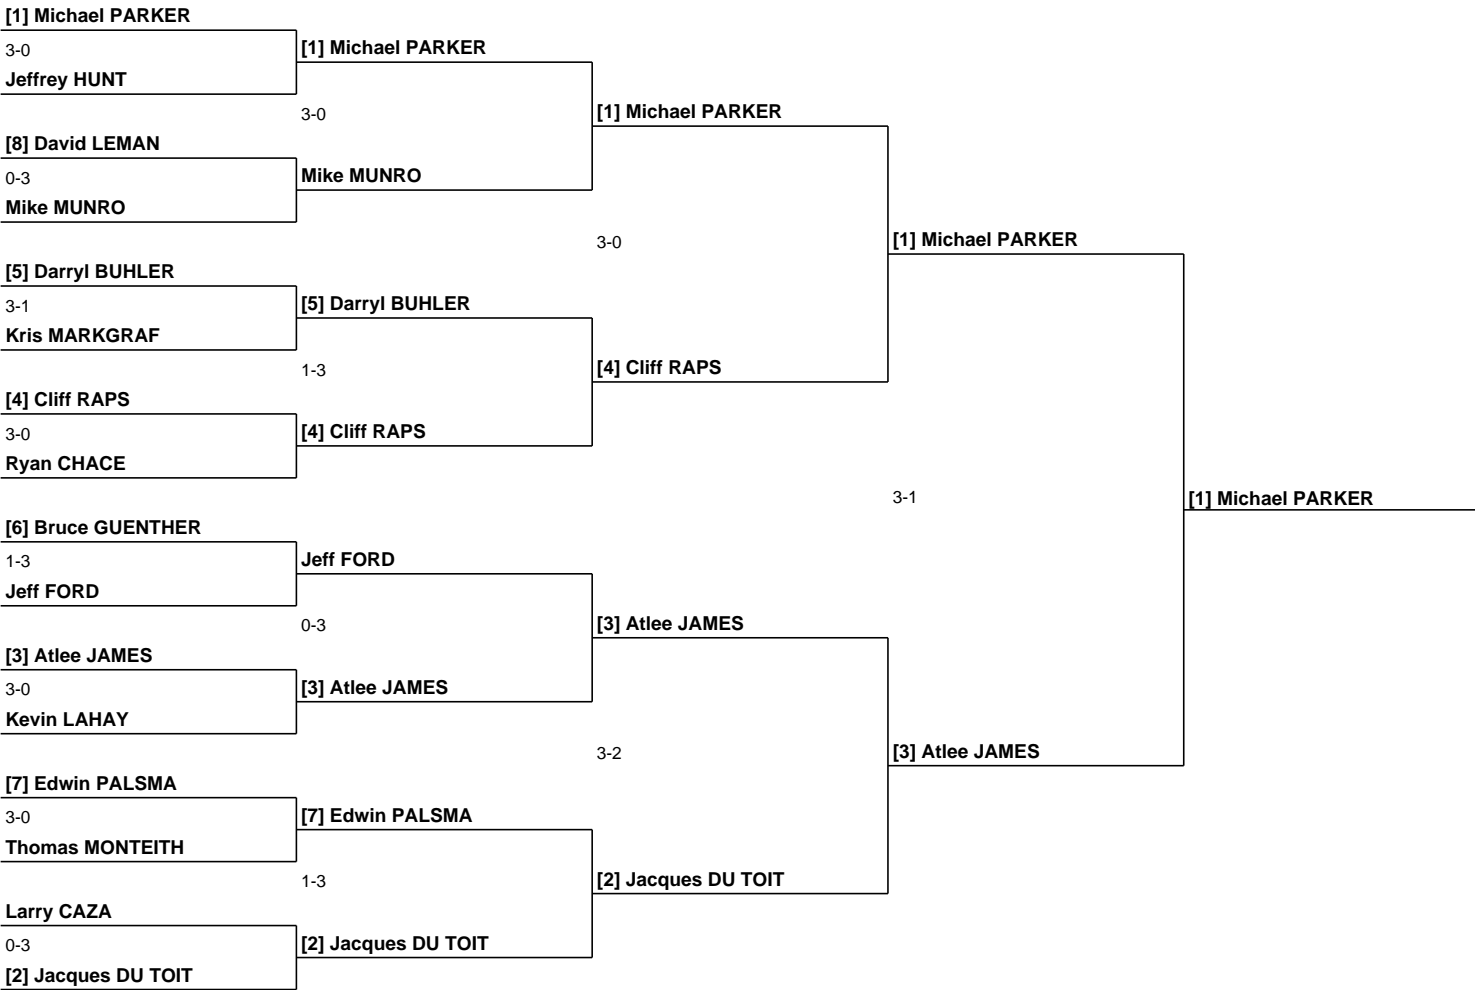 [1] Michael PARKER
3-0
Jeffrey HUNT
[8] David LEMAN
0-3
Mike MUNRO
[5] Darryl BUHLER
3-1
Kris MARKGRAF
[4] Cliff RAPS
3-0
Ryan CHACE
[6] Bruce GUENTHER
1-3
Jeff FORD
[3] Atlee JAMES
3-0
Kevin LAHAY
[7] Edwin PALSMA
3-0
Thomas MONTEITH
Larry CAZA
0-3
[2] Jacques DU TOIT
[1] Michael PARKER
3-0
Mike MUNRO
[5] Darryl BUHLER
1-3
[4] Cliff RAPS
Jeff FORD
0-3
[3] Atlee JAMES
[7] Edwin PALSMA
1-3
[2] Jacques DU TOIT
[1] Michael PARKER
3-0
[4] Cliff RAPS
[3] Atlee JAMES
3-2
[2] Jacques DU TOIT
[1] Michael PARKER
3-1
[3] Atlee JAMES
[1] Michael PARKER